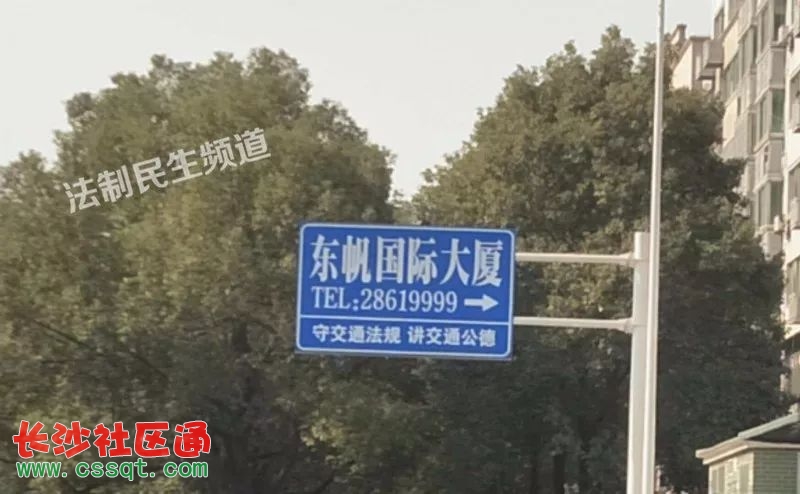 法制民生频道
东帆国际大厦
TEL:28619999 →
守交通法规 讲交通公德
长沙社区通
www.cssqt.com